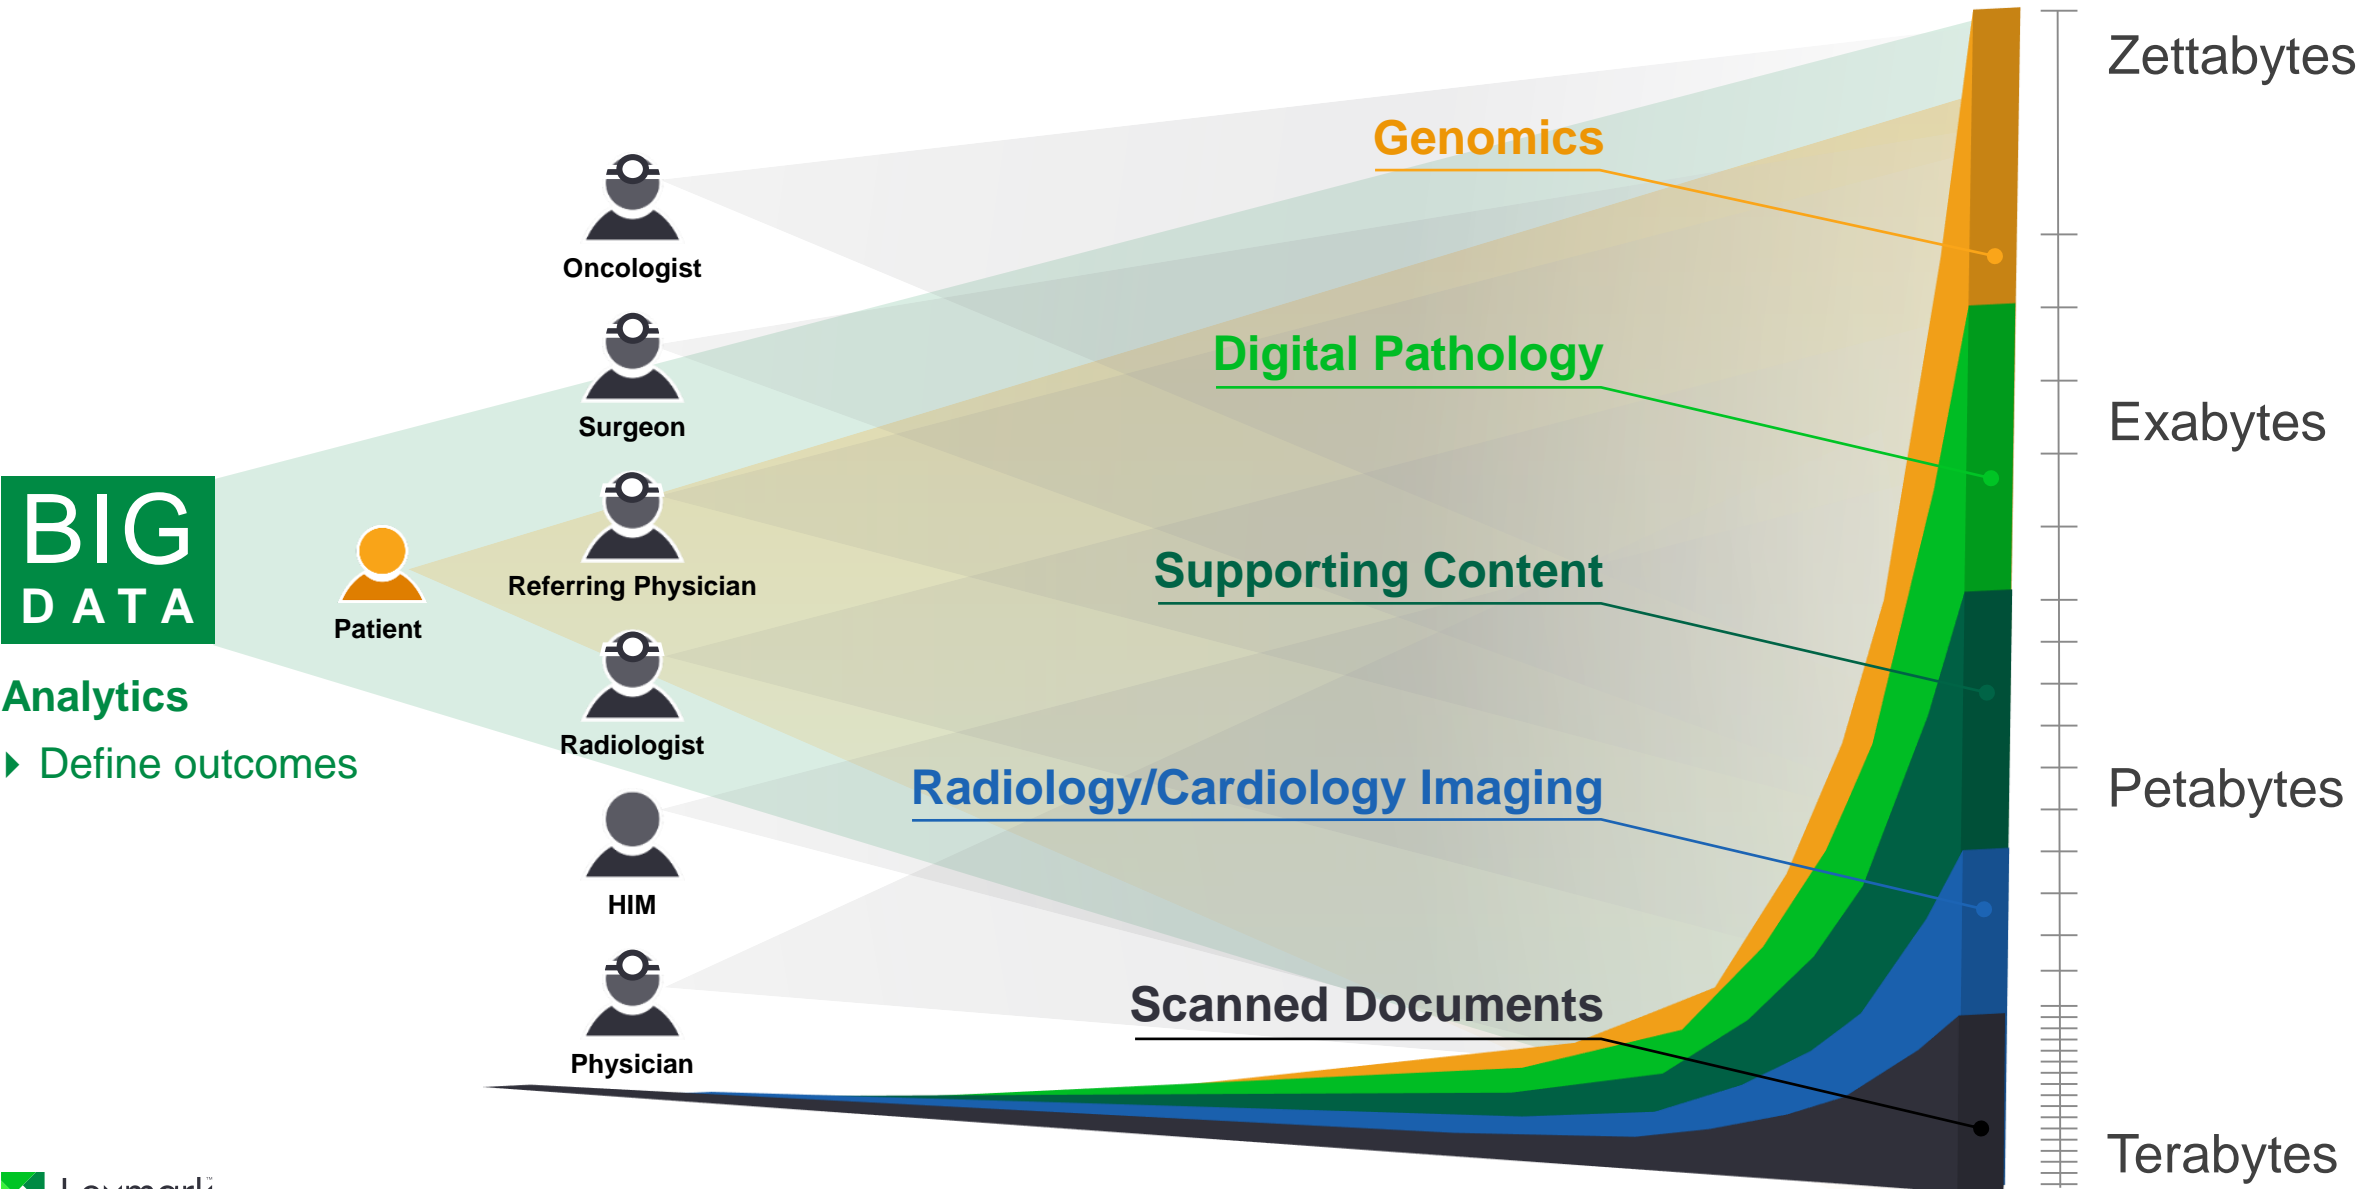 Zettabytes
Genomics
Oncologist
Digital Pathology
Exabytes
Surgeon
BIG
DATA
Supporting Content
Referring Physician
Patient
Analytics
Radiologist
Define outcomes
Radiology/Cardiology Imaging
Petabytes
HIM
Scanned Documents
Physician
Terabytes
Lexmark™